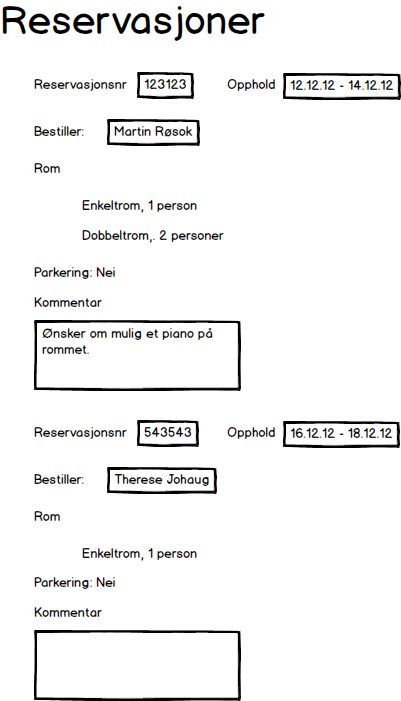 Reservasjoner
Reservasjonsnr 123123 Opphold 12.12.12 - 14.12.12
Bestiller: Martin Røsok
Rom
Enkeltrom, 1 person
Dobbeltrom,. 2 personer
Parkering: Nei
Kommentar
Ønsker om mulig et piano på
rommet.
Reservasjonsnr 543543 Opphold 16.12.12 - 18.12.12
Bestiller: Therese Johaug
Rom
Enkeltrom, 1 person
Parkering: Nei
Kommentar